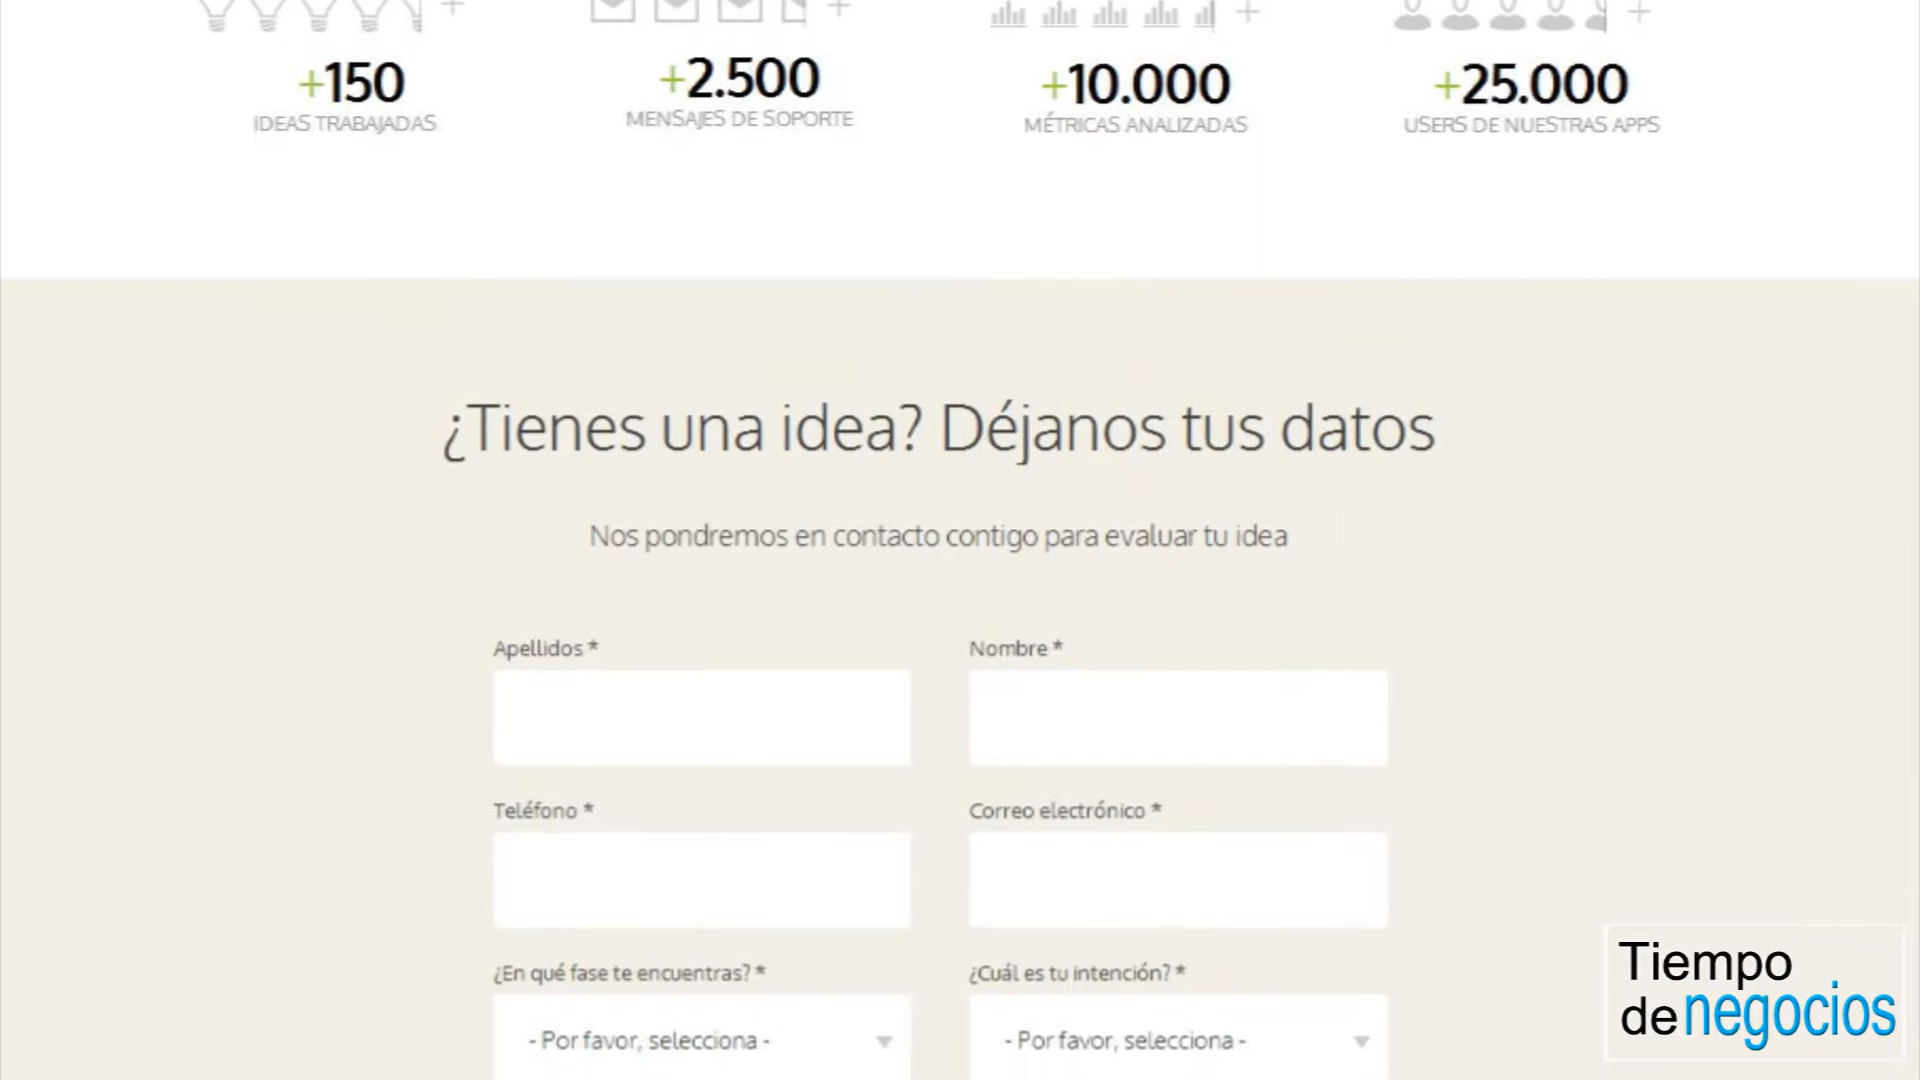 +150
IDEAS TRABAJADAS
+2.500
MENSAJES DE SOPORTE
+10.000
MÉTRICAS ANALIZADAS
+25.000
USERS DE NUESTRAS APPS
¿Tienes una idea? Déjanos tus datos
Nos pondremos en contacto contigo para evaluar tu idea
Apellidos *
Nombre *
Teléfono *
Correo electrónico *
¿En qué fase te encuentras? *
¿Cuál es tu intención? *
- Por favor, selecciona -
- Por favor, selecciona -
Tiempo
de negocios